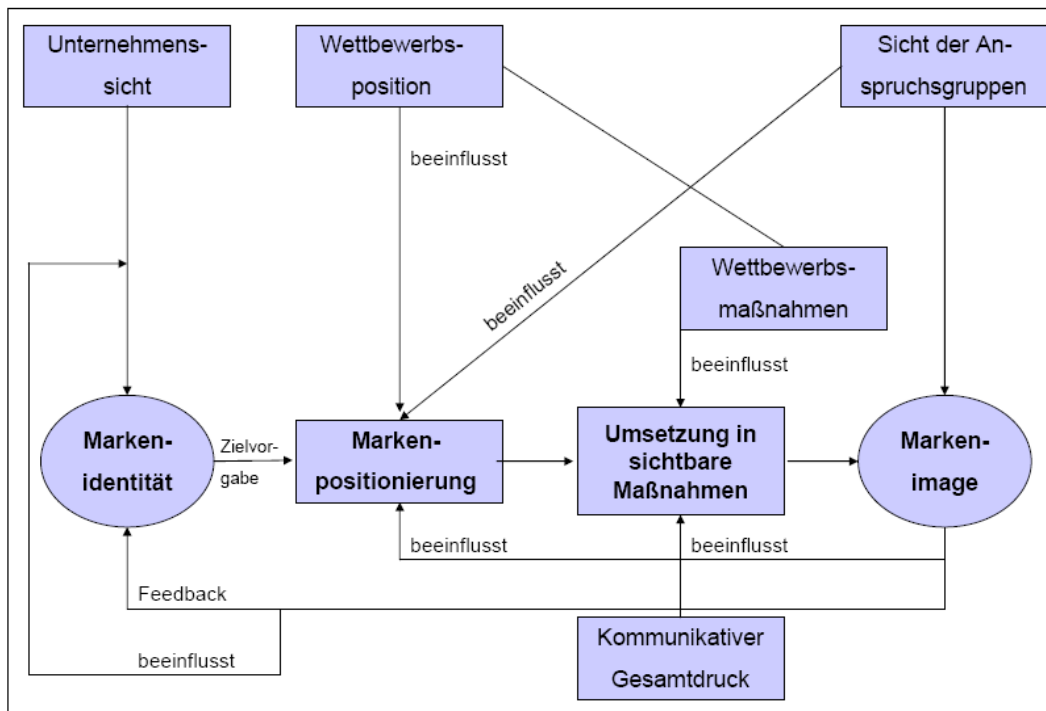 Unternehmens-
sicht
Wettbewerbs-
position
Sicht der An-
spruchsgruppen
beeinflusst
beeinflusst
Wettbewerbs-
maßnahmen
beeinflusst
Marken-
identität
Zielvor-
gabe
Marken-
positionierung
Umsetzung in
sichtbare
Maßnahmen
Marken-
image
beeinflusst
beeinflusst
Feedback
beeinflusst
Kommunikativer
Gesamtdruck